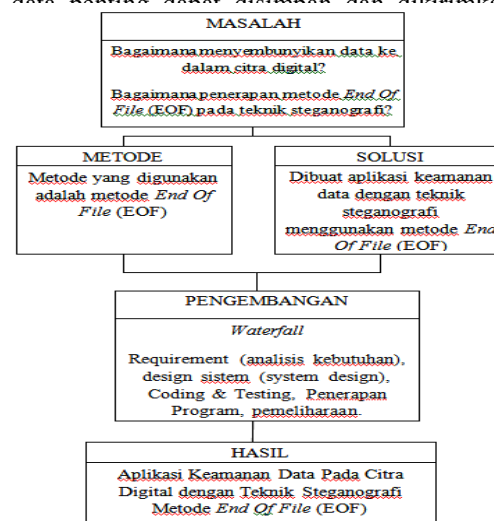 MASALAH
Bagaimana menyembunyikan data ke
dalam citra digital?
Bagaimana penerapan metode End Of
File (EOF) pada teknik steganografi?
METODE
Metode yang digunakan
adalah metode End Of
File (EOF)
SOLUSI
Dibuat aplikasi keamanan
data dengan teknik
steganografi
menggunakan metode End
Of File (EOF)
PENGEMBANGAN
Waterfall
Requirement (analisis kebutuhan),
design sistem (system design),
Coding & Testing, Penerapan
Program, pemeliharaan.
HASIL
Aplikasi Keamanan Data Pada Citra
Digital dengan Teknik Steganografi
Metode End Of File (EOF)